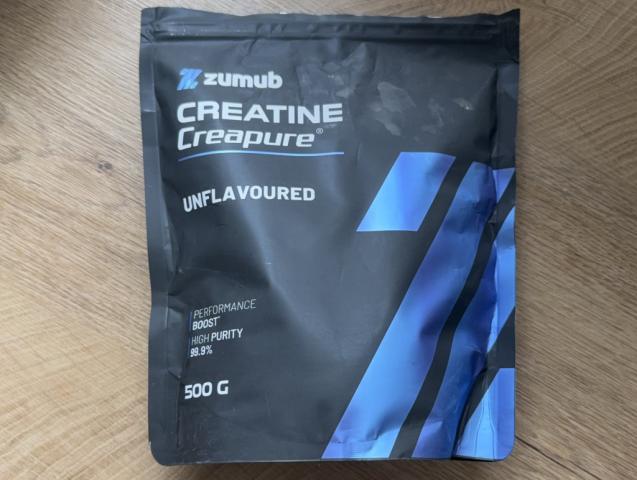 zumub
CREATINE
Creapure®
UNFLAVOURED
PERFORMANCE
BOOST*
HIGH PURITY
99.9%
500 G